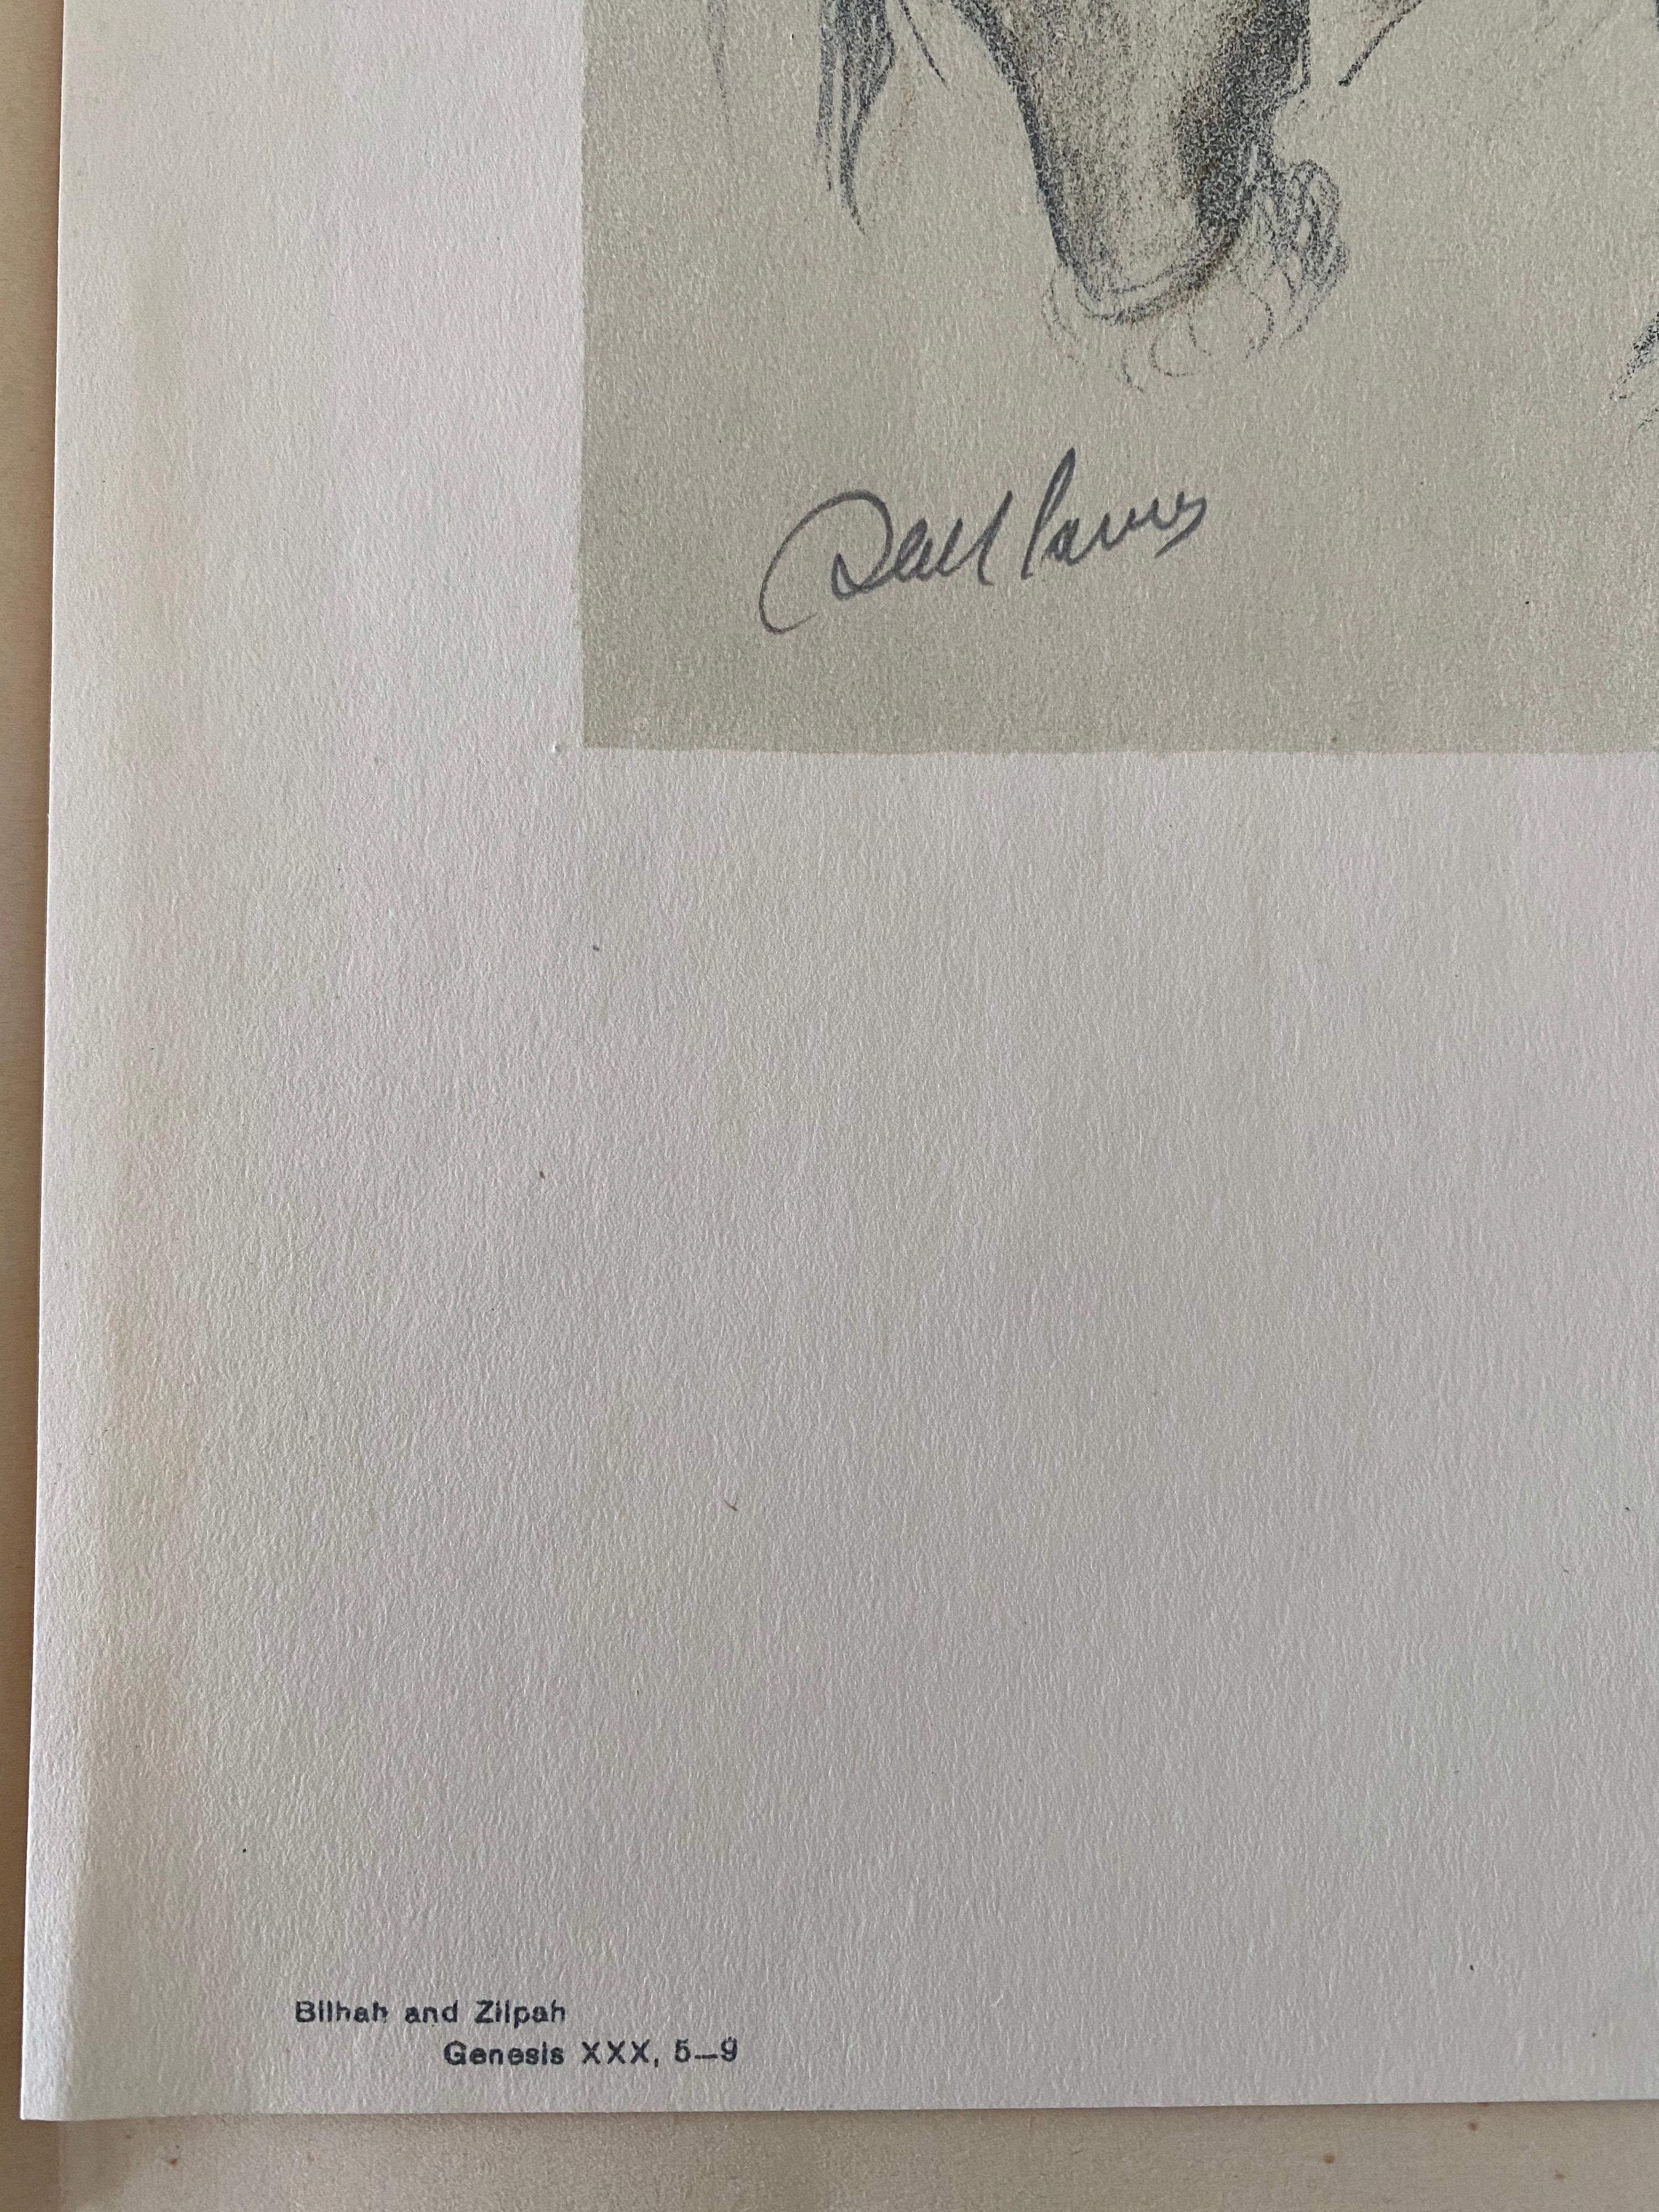 Bilhah and Zilpah
Genesis XXX, 5–9